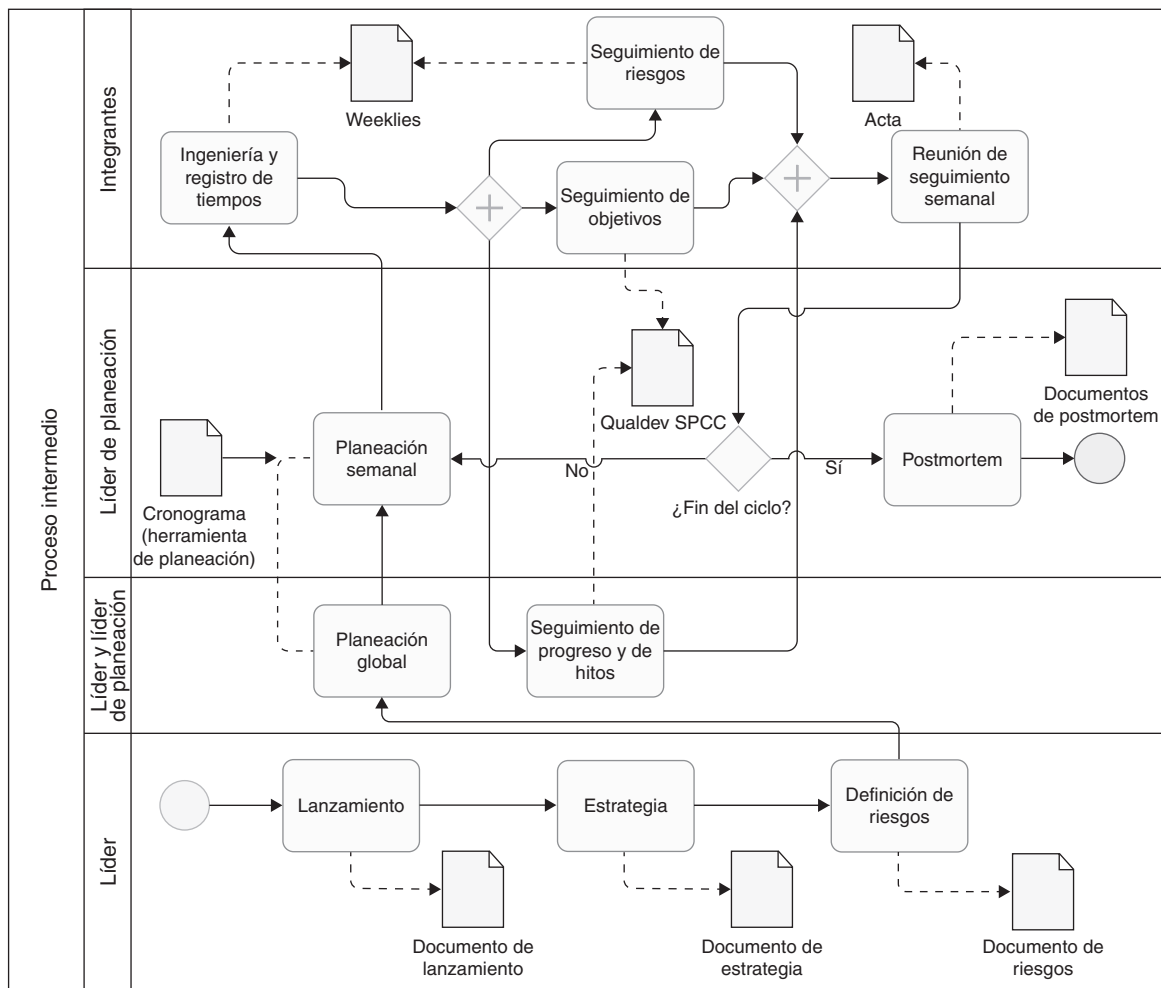 Proceso intermedio
Integrantes
Weeklies
Seguimiento de
riesgos
Acta
Ingeniería y
registro de
tiempos
Seguimiento de
objetivos
Reunión de
seguimiento
semanal
Líder de planeación
Cronograma
(herramienta
de planeación)
Planeación
semanal
Qualdev SPCC
No
¿Fin del ciclo?
Sí
Postmortem
Documentos
de postmortem
Líder y líder
de planeación
Planeación
global
Seguimiento de
progreso y de
hitos
Líder
Lanzamiento
Estrategia
Definición de
riesgos
Documento de
lanzamiento
Documento de
estrategia
Documento de
riesgos